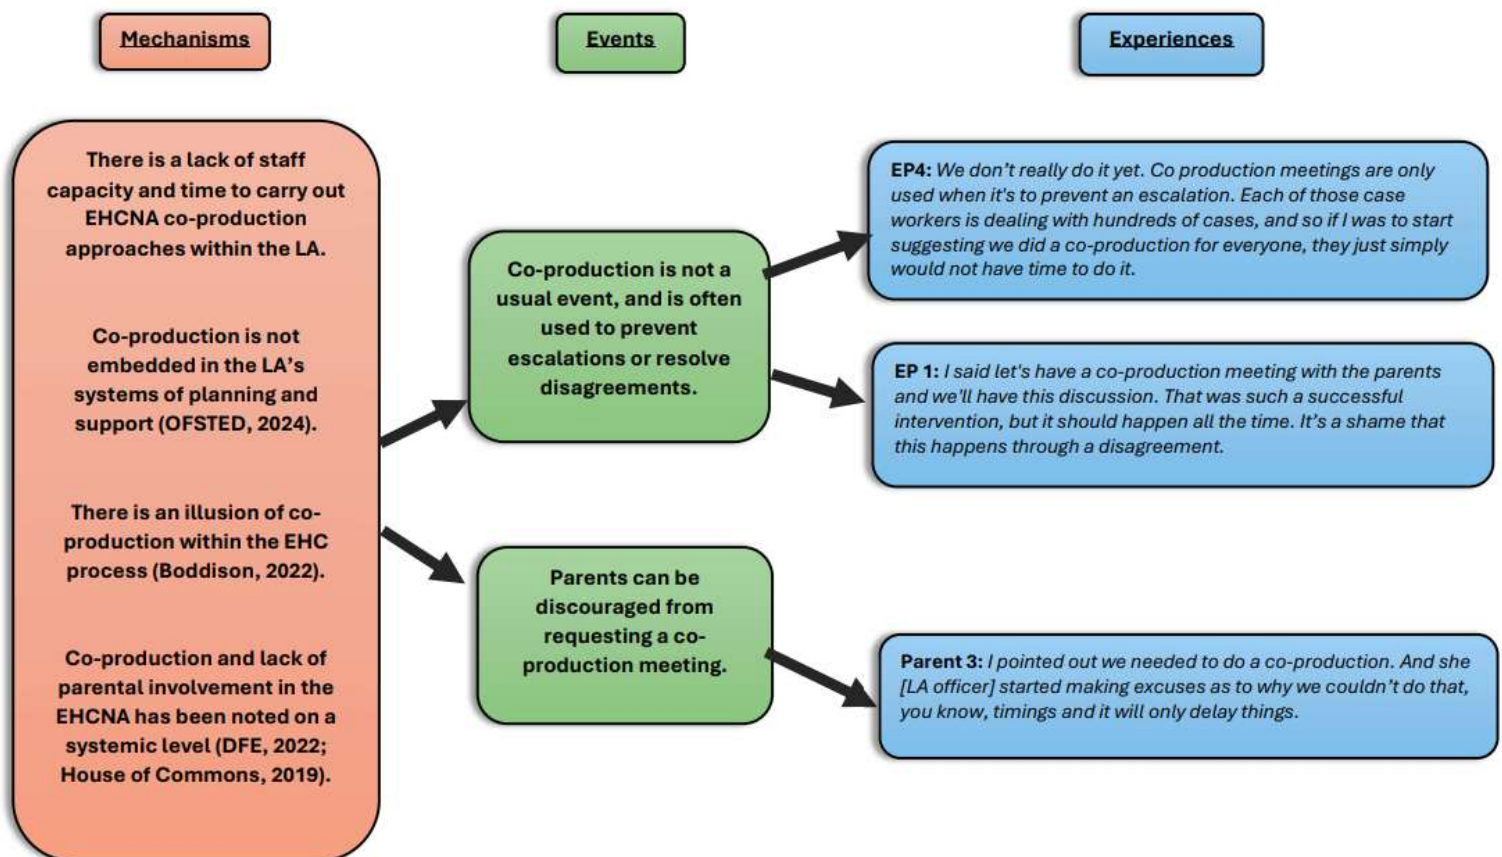 Mechanisms
Events
Experiences
There is a lack of staff
capacity and time to carry out
EHCNA co-production
approaches within the LA.
Co-production is not
embedded in the LA's
systems of planning and
support (OFSTED, 2024).
There is an illusion of co-
production within the EHC
process (Boddison, 2022).
Co-production and lack of
parental involvement in the
EHCNA has been noted on a
systemic level (DFE, 2022;
House of Commons, 2019).
Co-production is not a
usual event, and is often
used to prevent
escalations or resolve
disagreements.
Parents can be
discouraged from
requesting a co-
production meeting.
EP4: We don't really do it yet. Co production meetings are only
used when it's to prevent an escalation. Each of those case
workers is dealing with hundreds of cases, and so if I was to start
suggesting we did a co-production for everyone, they just simply
would not have time to do it.
EP 1: I said let's have a co-production meeting with the parents
and we'll have this discussion. That was such a successful
intervention, but it should happen all the time. It's a shame that
this happens through a disagreement.
Parent 3: I pointed out we needed to do a co-production. And she
[LA officer] started making excuses as to why we couldn't do that,
you know, timings and it will only delay things.